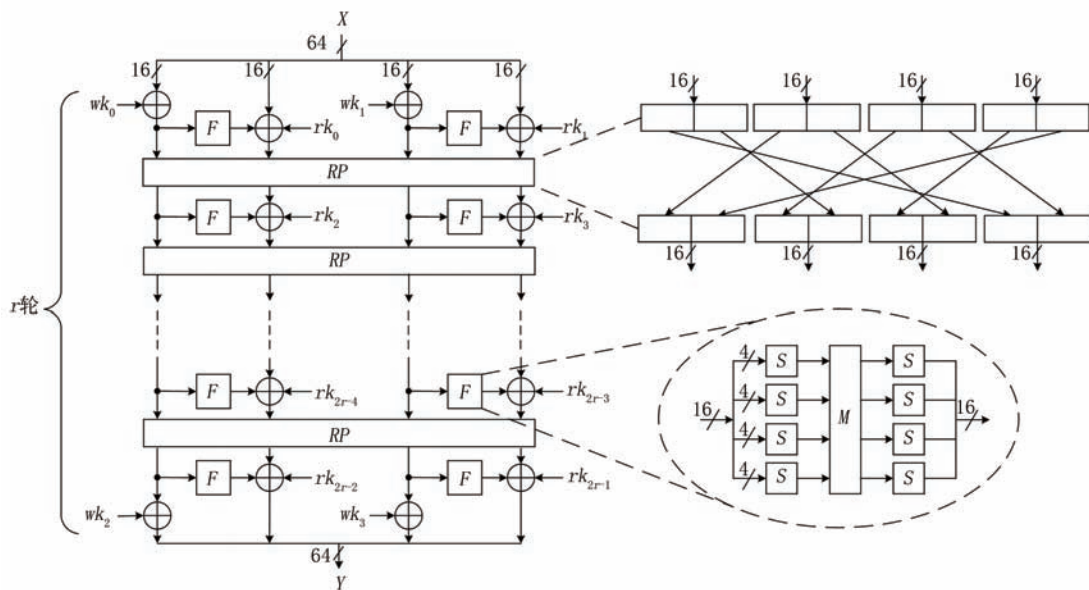 X
64
16 16 16 16
wk₀ wk₁
F rk₀ F rk₁
RP
F rk₂ F rk₃
RP
r轮
F rk₂ᵣ₋₄ F rk₂ᵣ₋₃
RP
F rk₂ᵣ₋₂ F rk₂ᵣ₋₁
wk₂ wk₃
64
Y
16 16 16 16
16 16 16 16
4 S S
4 S S
16 M 16
4 S S
4 S S